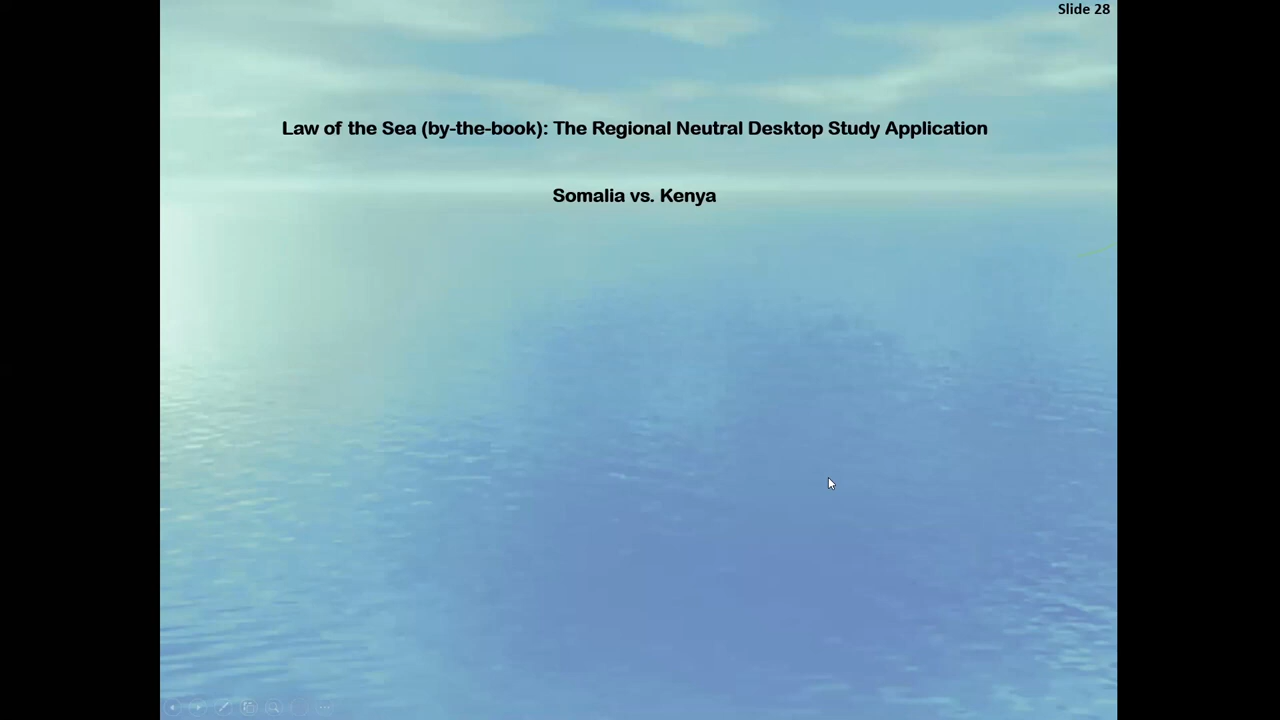 Slide 28
Law of the Sea (by-the-book): The Regional Neutral Desktop Study Application
Somalia vs. Kenya